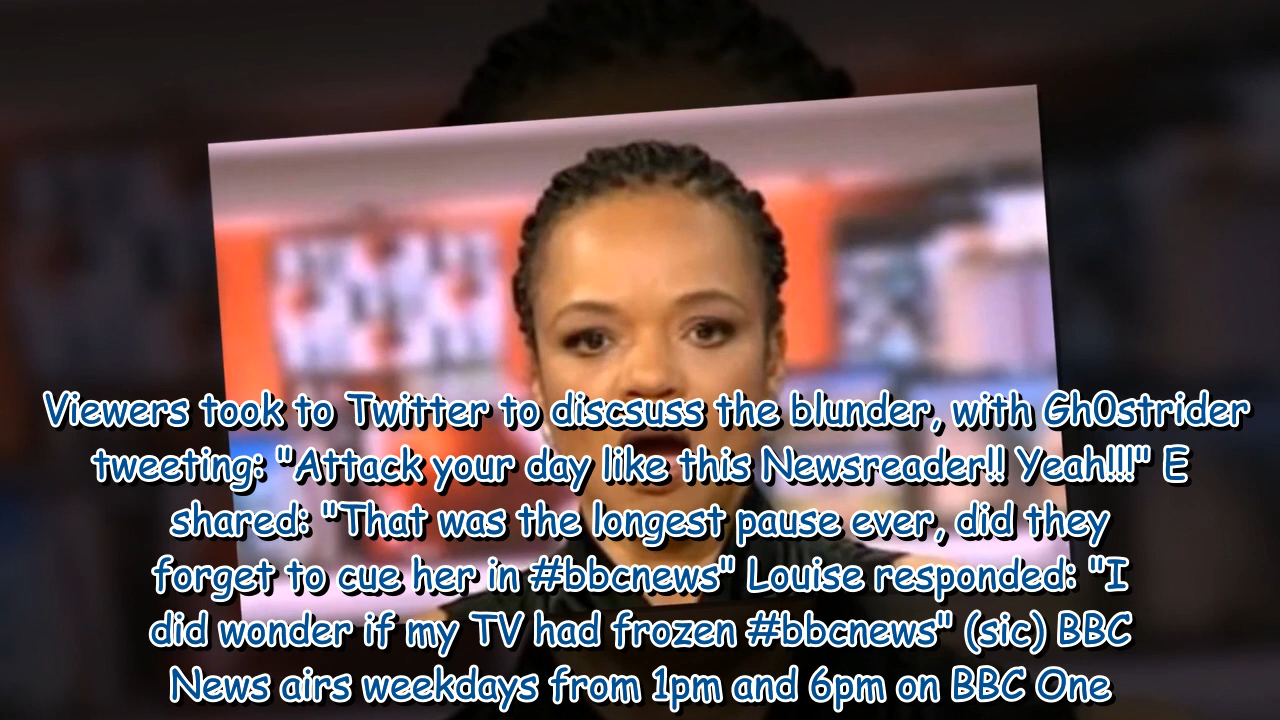 Viewers took to Twitter to discsuss the blunder, with Gh0strider
tweeting: "Attack your day like this Newsreader!! Yeah!!!" E
shared: "That was the longest pause ever, did they
forget to cue her in #bbcnews" Louise responded: "I
did wonder if my TV had frozen #bbcnews" (sic) BBC
News airs weekdays from 1pm and 6pm on BBC One